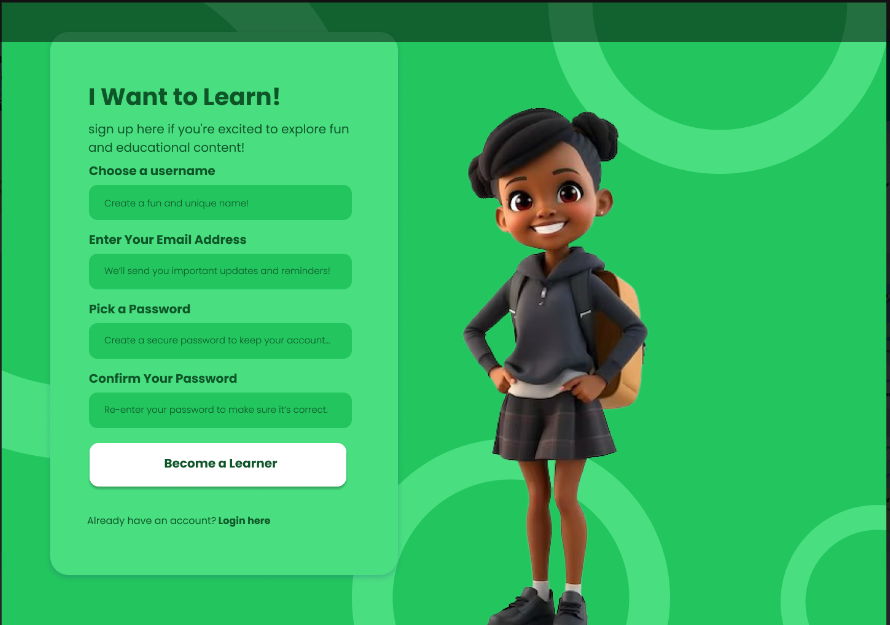 I Want to Learn!
sign up here if you're excited to explore fun
and educational content!
Choose a username
Create a fun and unique name!
Enter Your Email Address
We'll send you important updates and reminders!
Pick a Password
Create a secure password to keep your account...
Confirm Your Password
Re-enter your password to make sure it's correct.
Become a Learner
Already have an account? Login here